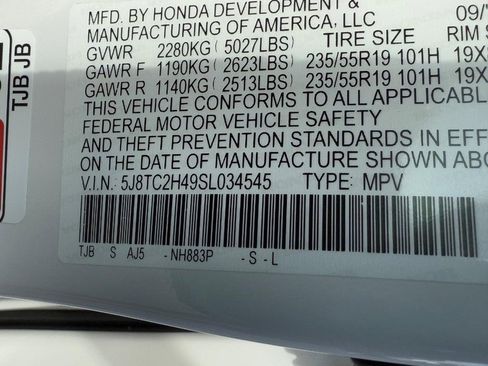 MFD. BY HONDA DEVELOPMENT & 09/
MANUFACTURING OF AMERICA, LLC
GVWR 2280KG ( 5027LBS) TIRE SIZE RIM S
GAWR F 1190KG ( 2623LBS) 235/55R19 101H 19X
GAWR R 1140KG ( 2513LBS) 235/55R19 101H 19X
THIS VEHICLE CONFORMS TO ALL APPLICABLE
FEDERAL MOTOR VEHICLE SAFETY
AND THEFT PREVENTION STANDARDS IN EFFE
ON THE DATE OF MANUFACTURE SHOWN ABO
V.I.N.: 5J8TC2H49SL034545 TYPE: MPV
TJB S AJ5 -NH883P -S-L
TJB JB